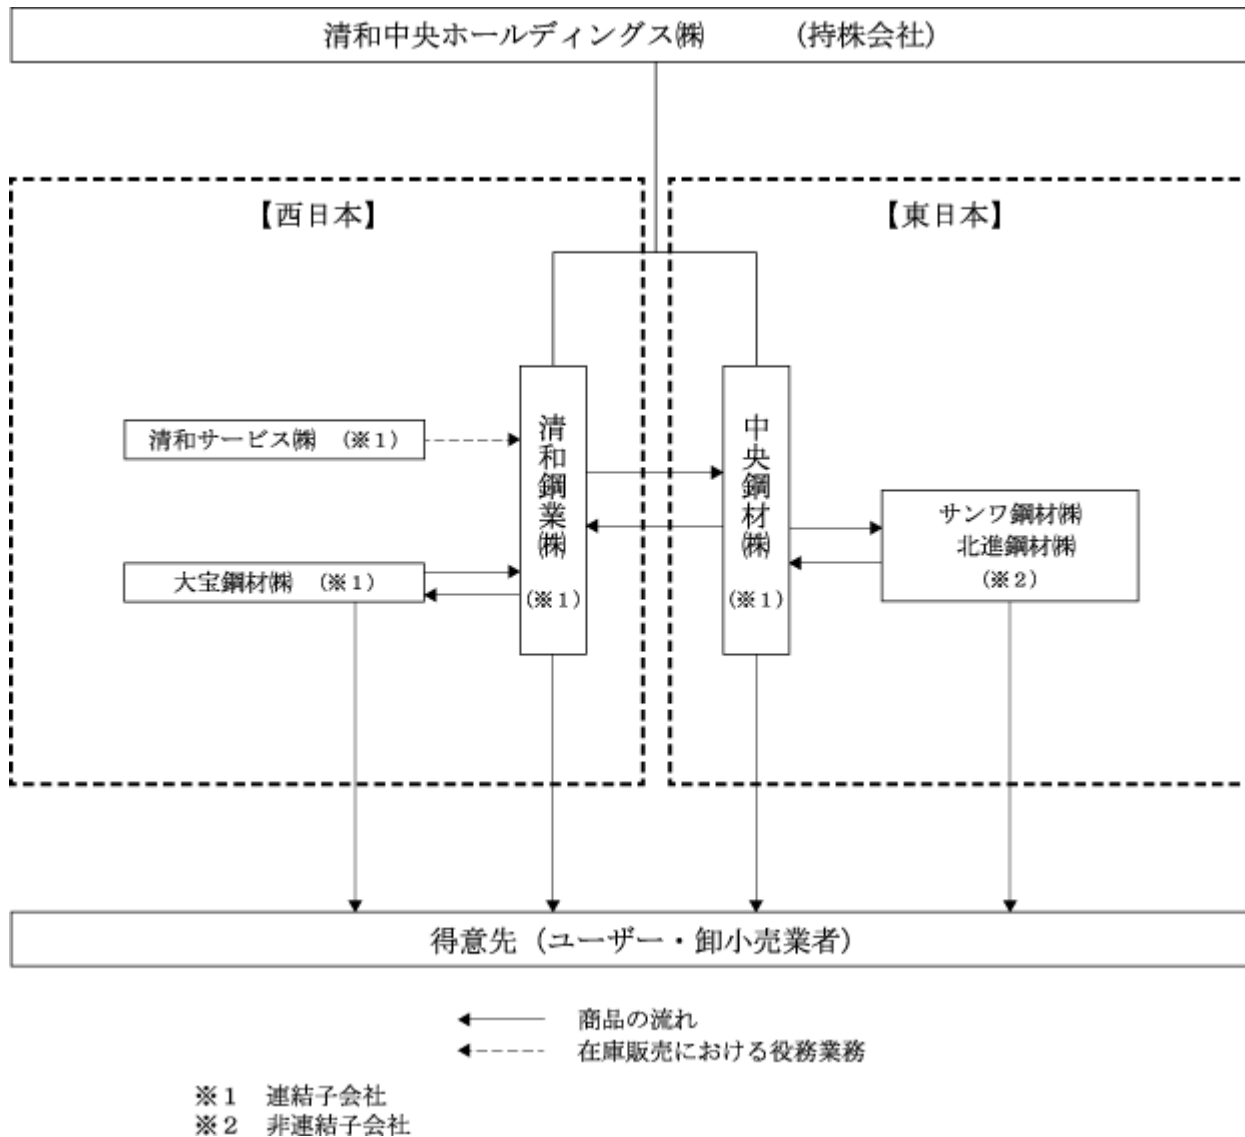 清和中央ホールディングス㈱　（持株会社）
【西日本】
【東日本】
清和サービス㈱　（※１）
大宝鋼材㈱　（※１）
清和鋼業㈱
（※１）
中央鋼材㈱
（※１）
サンワ鋼材㈱
北進鋼材㈱
（※２）
得意先（ユーザー・卸小売業者）
商品の流れ
在庫販売における役務業務
※１　連結子会社
※２　非連結子会社